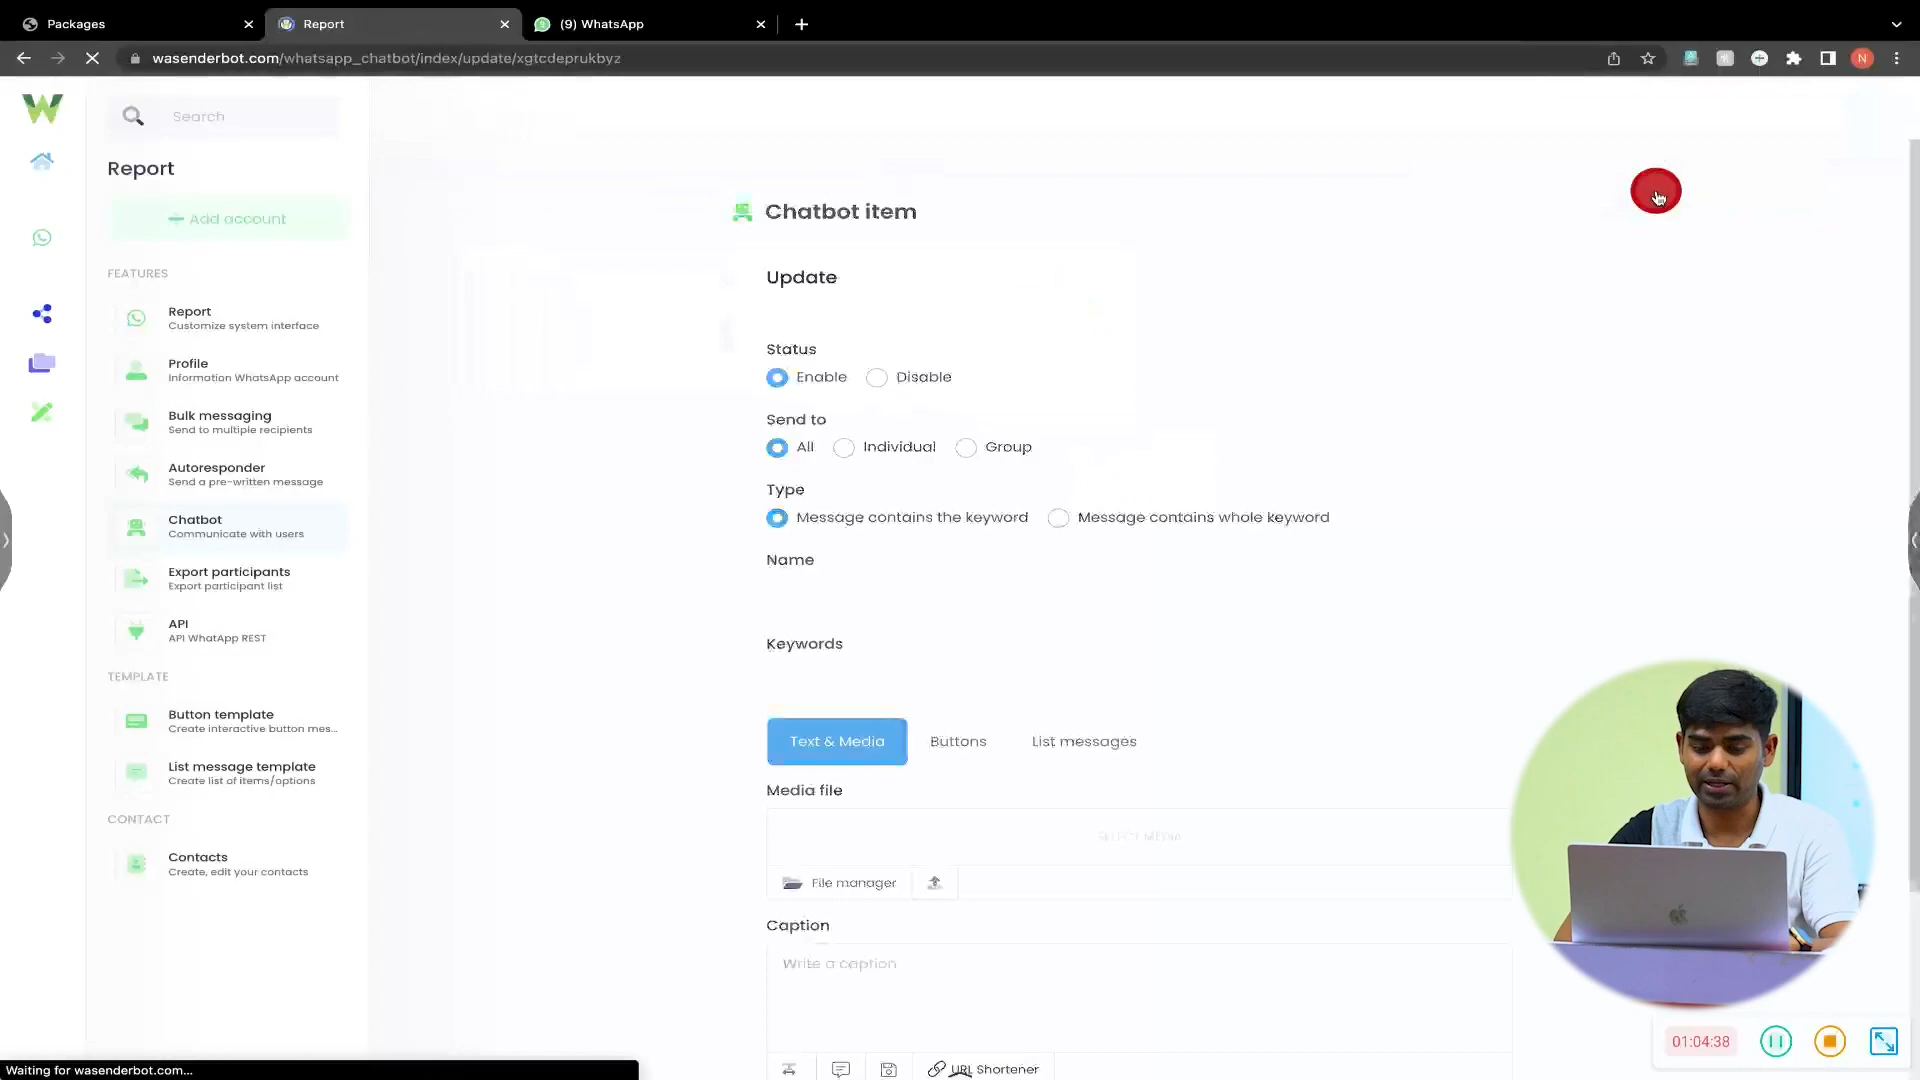 Packages
Report
(9) WhatsApp
wasenderbot.com/whatsapp_chatbot/index/update/xgtcdeprukbyz
N
W
Search
Report
Add account
FEATURES
Report
Customize system interface
Profile
Information WhatsApp account
Bulk messaging
Send to multiple recipients
Autoresponder
Send a pre-written message
Chatbot
Communicate with users
Export participants
Export participant list
API
API WhatApp REST
TEMPLATE
Button template
Create interactive button mes...
List message template
Create list of items/options
CONTACT
Contacts
Create, edit your contacts
Chatbot item
Update
Status
Enable Disable
Send to
All Individual Group
Type
Message contains the keyword Message contains whole keyword
Name
Keywords
Text & Media Buttons List messages
Media file
SELECT MEDIA
File manager
Caption
Write a caption
URL Shortener
01:04:38
Waiting for wasenderbot.com...